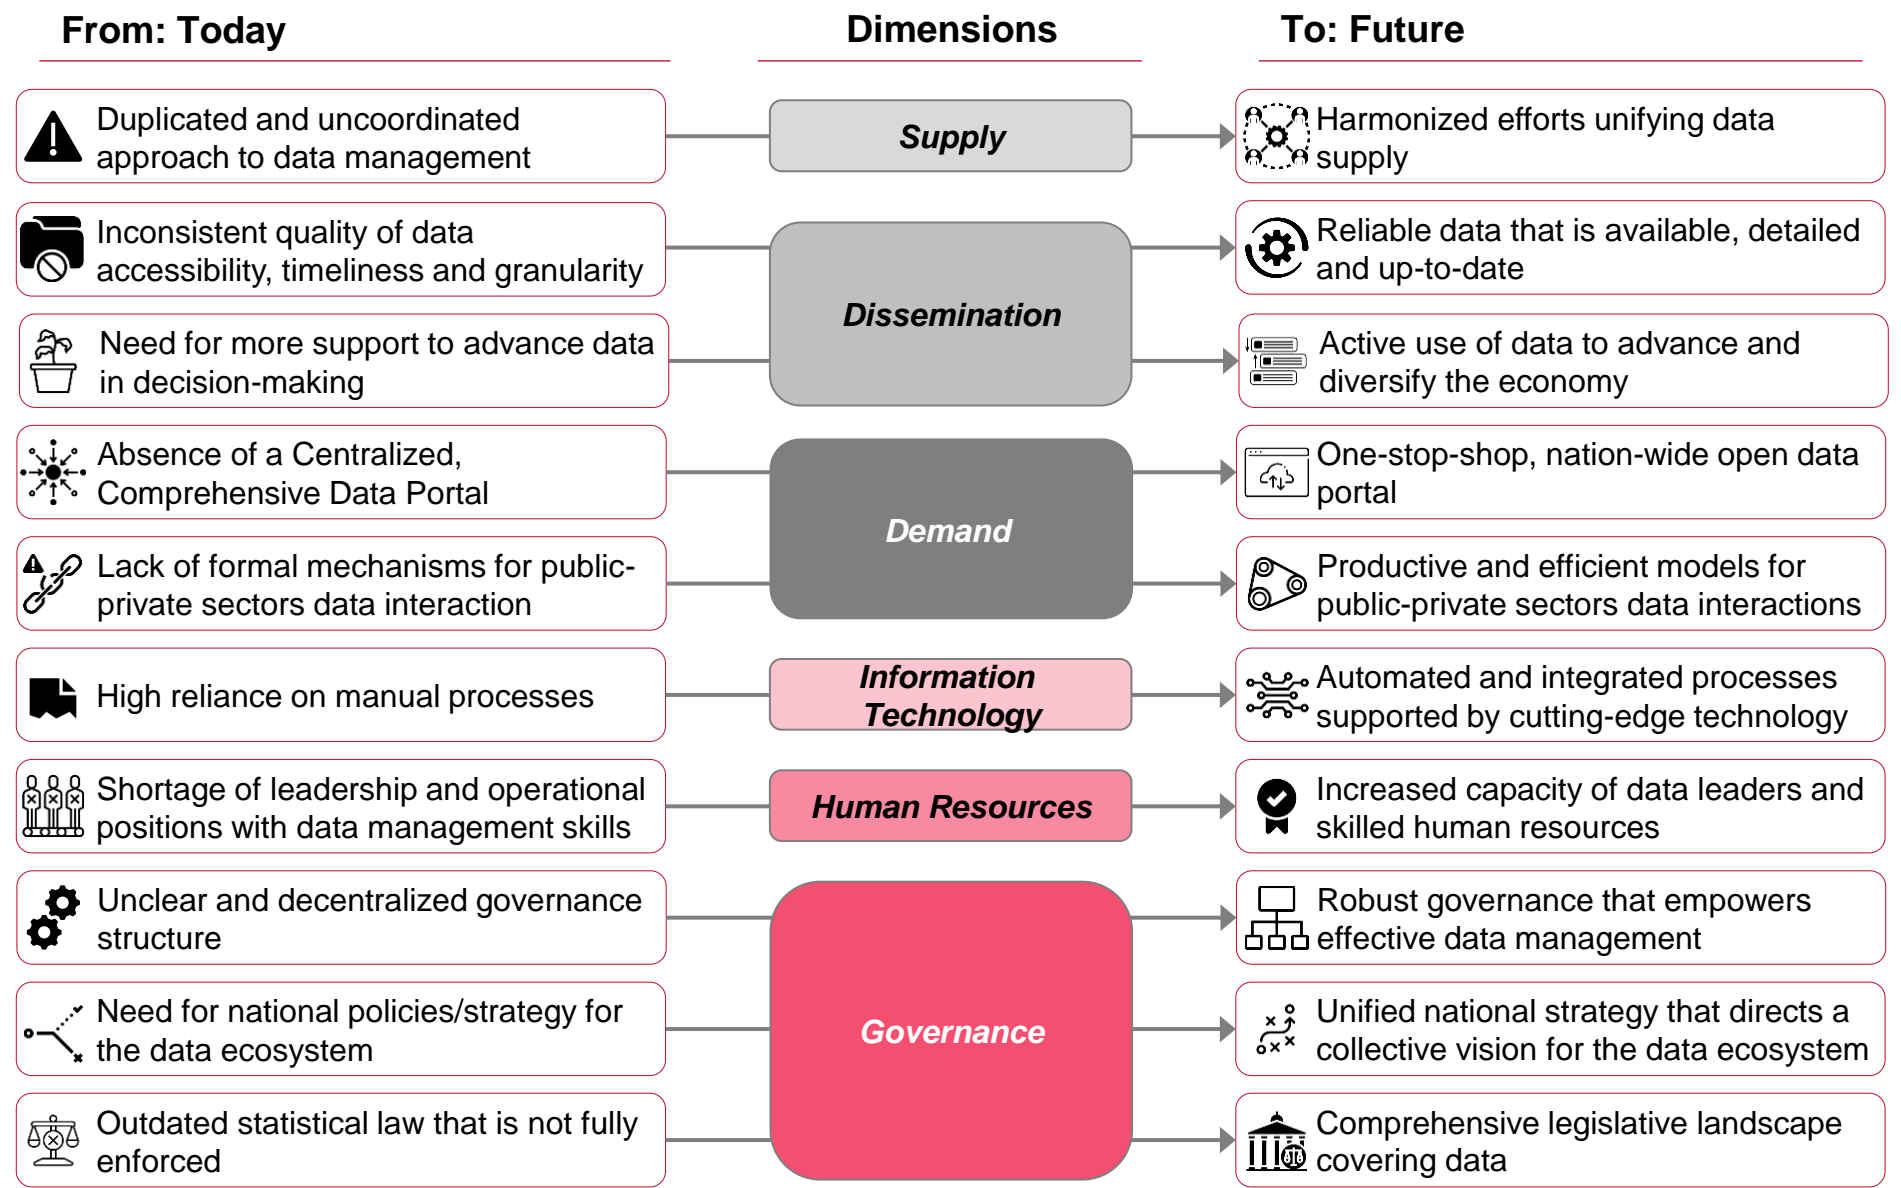 From: Today
Dimensions
To: Future
Duplicated and uncoordinated
approach to data management
Supply
Harmonized efforts unifying data
supply
Inconsistent quality of data
accessibility, timeliness and granularity
Dissemination
Reliable data that is available, detailed
and up-to-date
Need for more support to advance data
in decision-making
Active use of data to advance and
diversify the economy
Absence of a Centralized,
Comprehensive Data Portal
Demand
One-stop-shop, nation-wide open data
portal
Lack of formal mechanisms for public-
private sectors data interaction
Productive and efficient models for
public-private sectors data interactions
High reliance on manual processes
Information
Technology
Automated and integrated processes
supported by cutting-edge technology
Shortage of leadership and operational
positions with data management skills
Human Resources
Increased capacity of data leaders and
skilled human resources
Unclear and decentralized governance
structure
Governance
Robust governance that empowers
effective data management
Need for national policies/strategy for
the data ecosystem
Unified national strategy that directs a
collective vision for the data ecosystem
Outdated statistical law that is not fully
enforced
Comprehensive legislative landscape
covering data